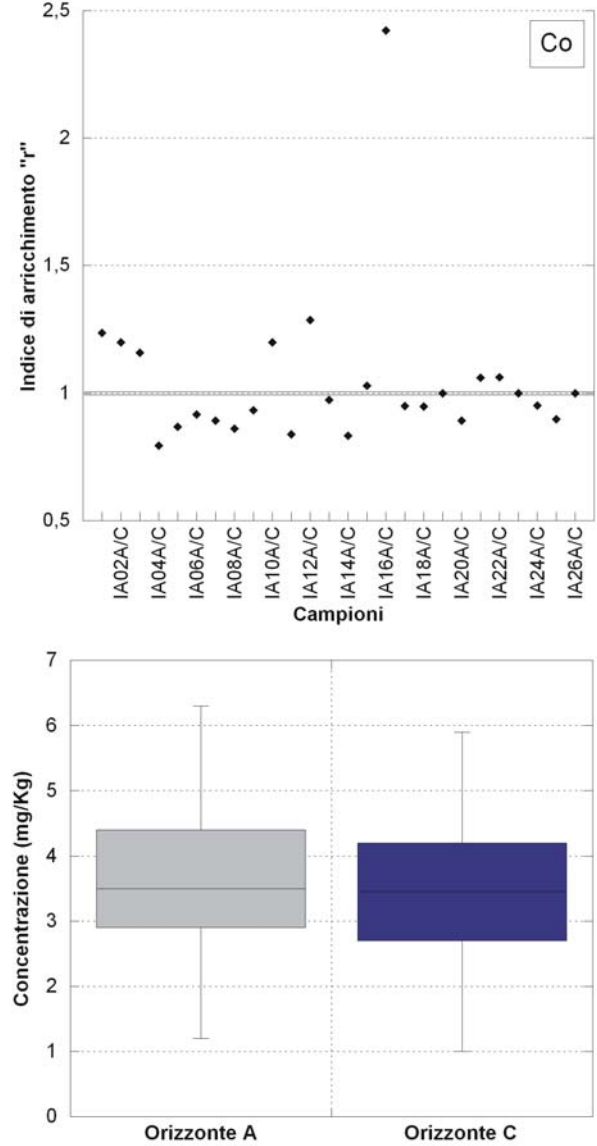 2,5
Co
2
1,5
1
0,5
Indice di arricchimento "r"
IA02A/C
IA04A/C
IA06A/C
IA08A/C
IA10A/C
IA12A/C
IA14A/C
IA16A/C
IA18A/C
IA20A/C
IA22A/C
IA24A/C
IA26A/C
Campioni
7
6
5
4
3
2
1
0
Concentrazione (mg/Kg)
Orizzonte A
Orizzonte C